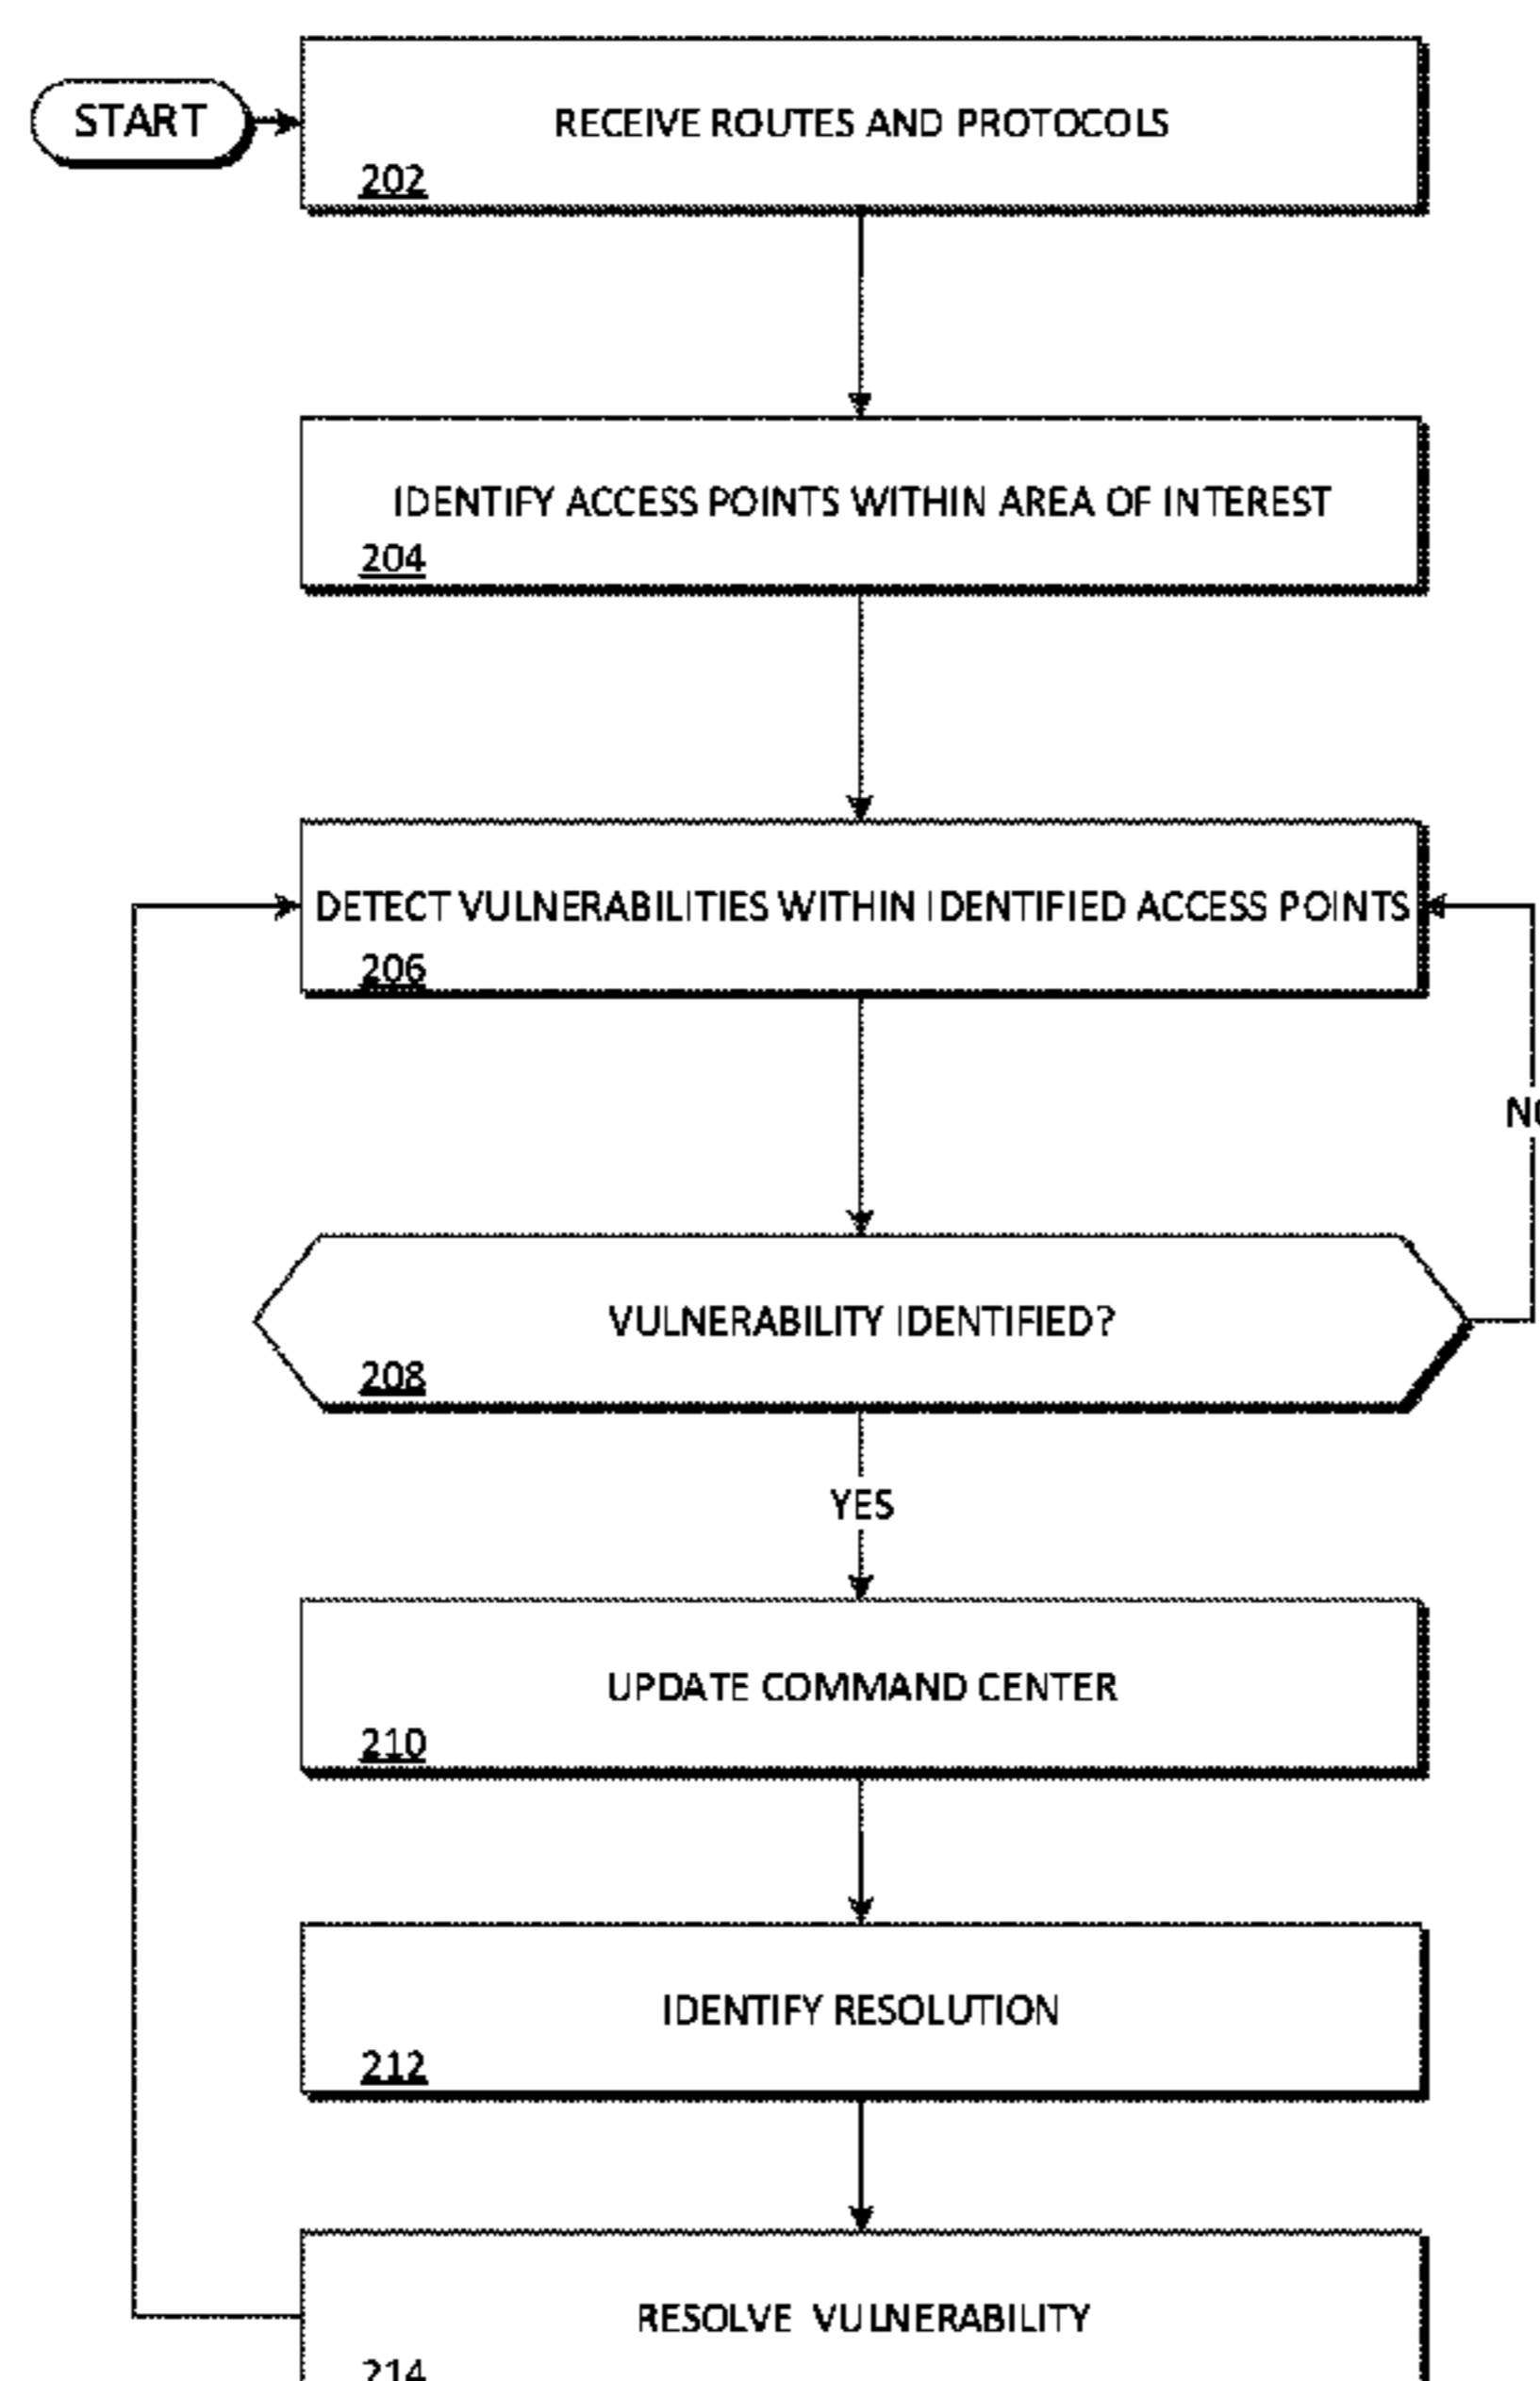 START
RECEIVE ROUTES AND PROTOCOLS
202
IDENTIFY ACCESS POINTS WITHIN AREA OF INTEREST
204
DETECT VULNERABILITIES WITHIN IDENTIFIED ACCESS POINTS
206
VULNERABILITY IDENTIFIED?
208
YES
UPDATE COMMAND CENTER
210
IDENTIFY RESOLUTION
212
RESOLVE VULNERABILITY
214